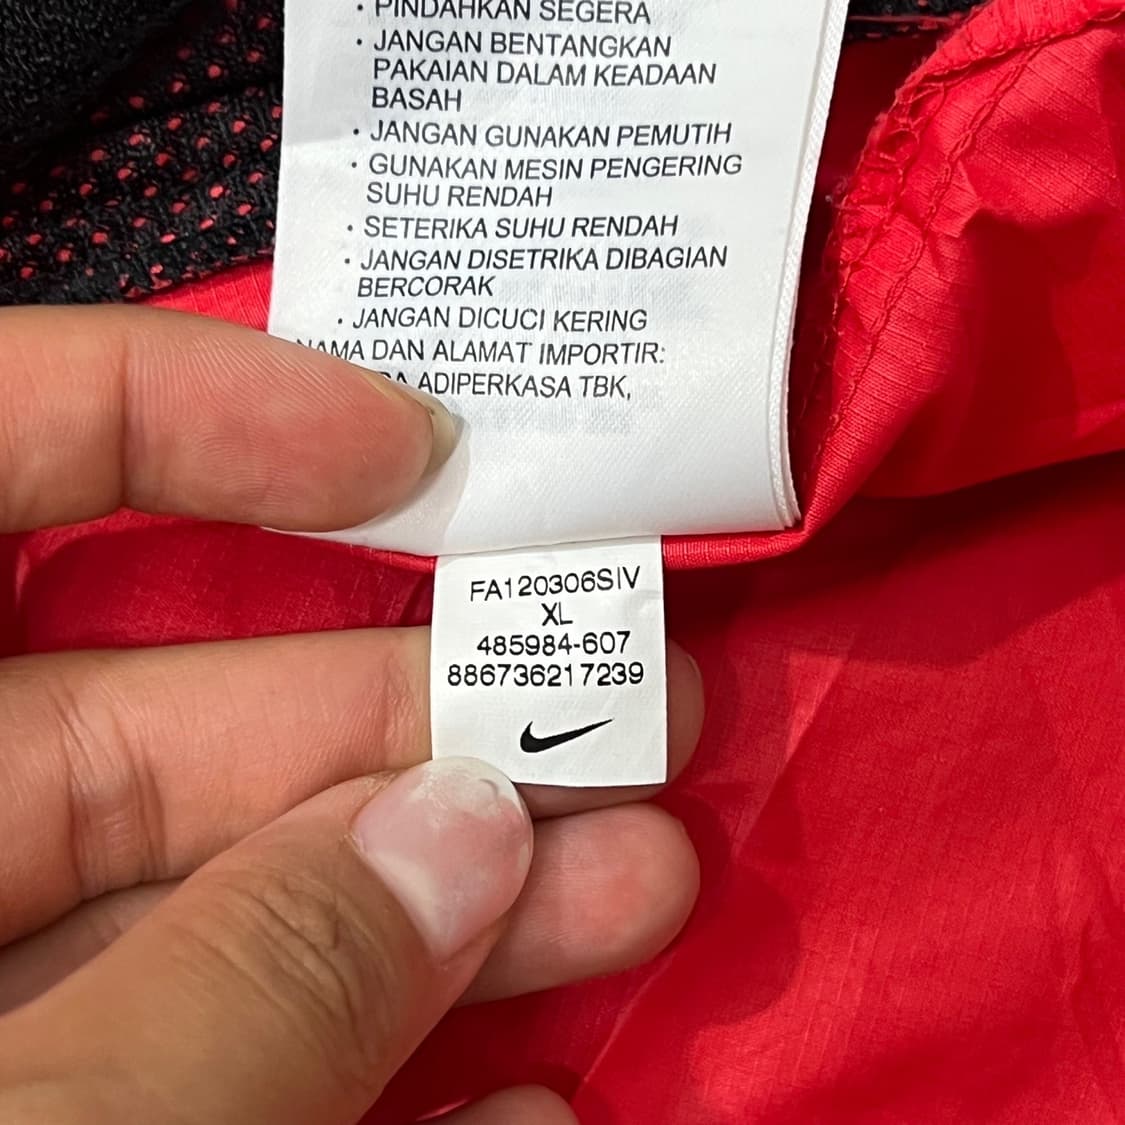 • PINDAHKAN SEGERA
• JANGAN BENTANGKAN
PAKAIAN DALAM KEADAAN
BASAH
• JANGAN GUNAKAN PEMUTIH
• GUNAKAN MESIN PENGERING
SUHU RENDAH
• SETERIKA SUHU RENDAH
• JANGAN DISETRIKA DIBAGIAN
BERCORAK
• JANGAN DICUCI KERING
NAMA DAN ALAMAT IMPORTIR:
ADIPERKASA TBK,
FA120306SIV
XL
485984-607
886736217239